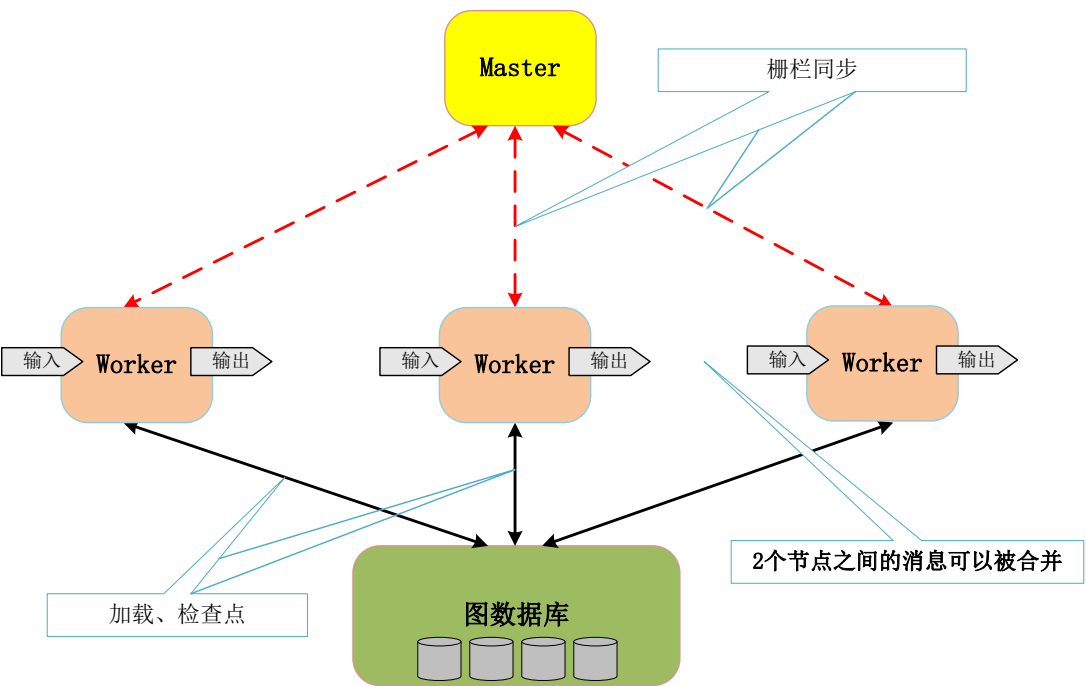 Master
栅栏同步
输入
Worker
输出
输入
Worker
输出
输入
Worker
输出
2个节点之间的消息可以被合并
加载、检查点
图数据库